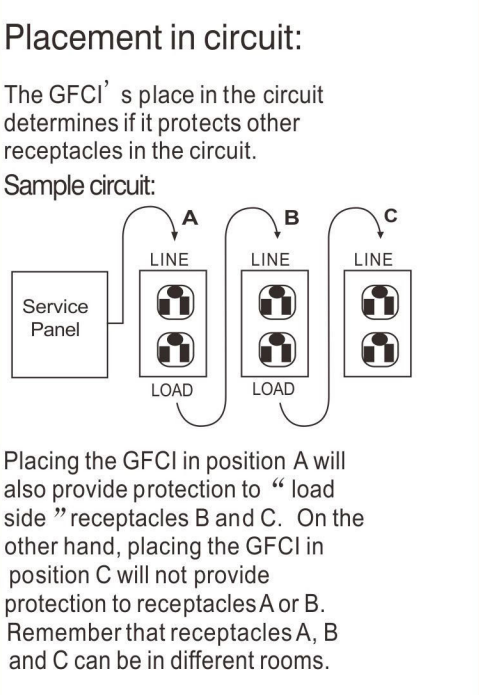 Placement in circuit:
The GFCI’s place in the circuit
determines if it protects other
receptacles in the circuit.
Sample circuit:
A B C
LINE LINE LINE
Service
Panel
LOAD LOAD
Placing the GFCI in position A will
also provide protection to “load
side” receptacles B and C. On the
other hand, placing the GFCI in
position C will not provide
protection to receptacles A or B.
Remember that receptacles A, B
and C can be in different rooms.